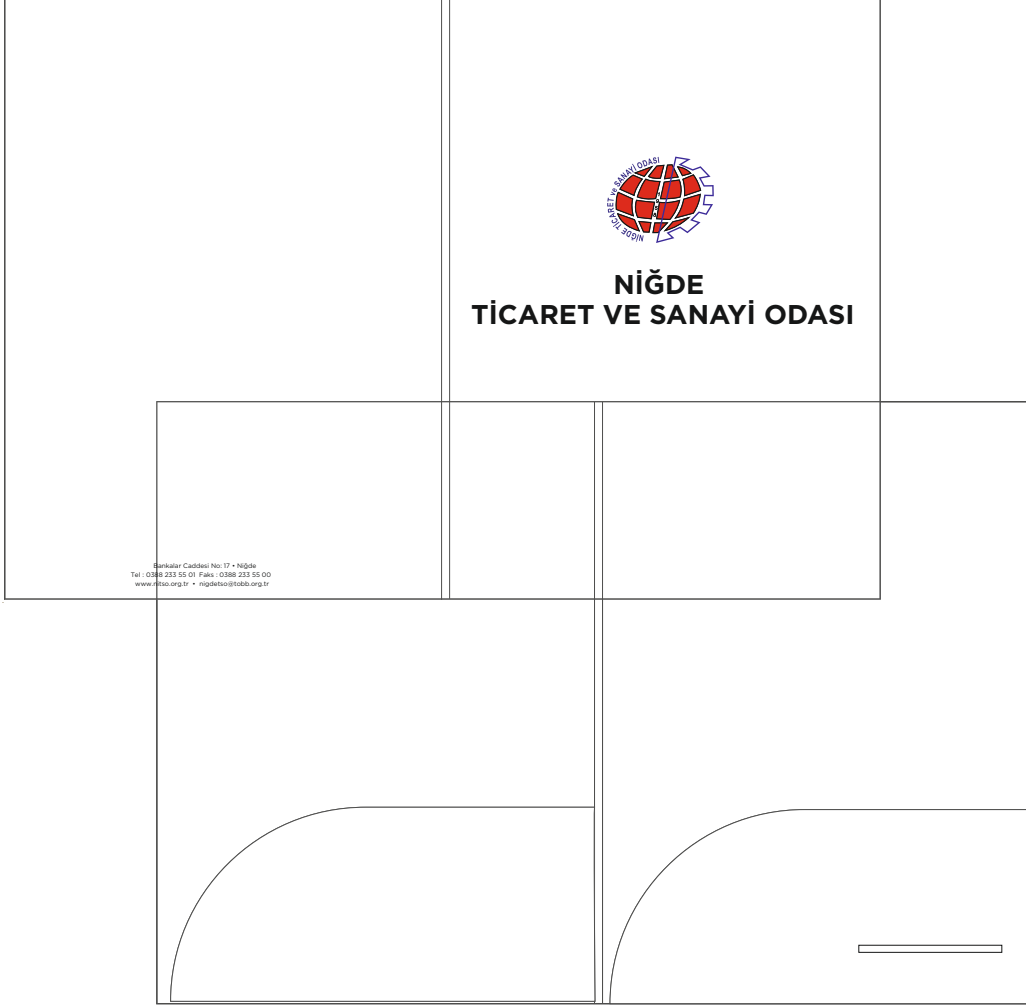 NİĞDE TİCARET ve SANAYİ ODASI
1958
NİĞDE
TİCARET VE SANAYİ ODASI
Bankalar Caddesi No: 17 • Niğde
Tel : 0388 233 55 01 Faks : 0388 233 55 00
www.nitso.org.tr • nigdetso@tobb.org.tr